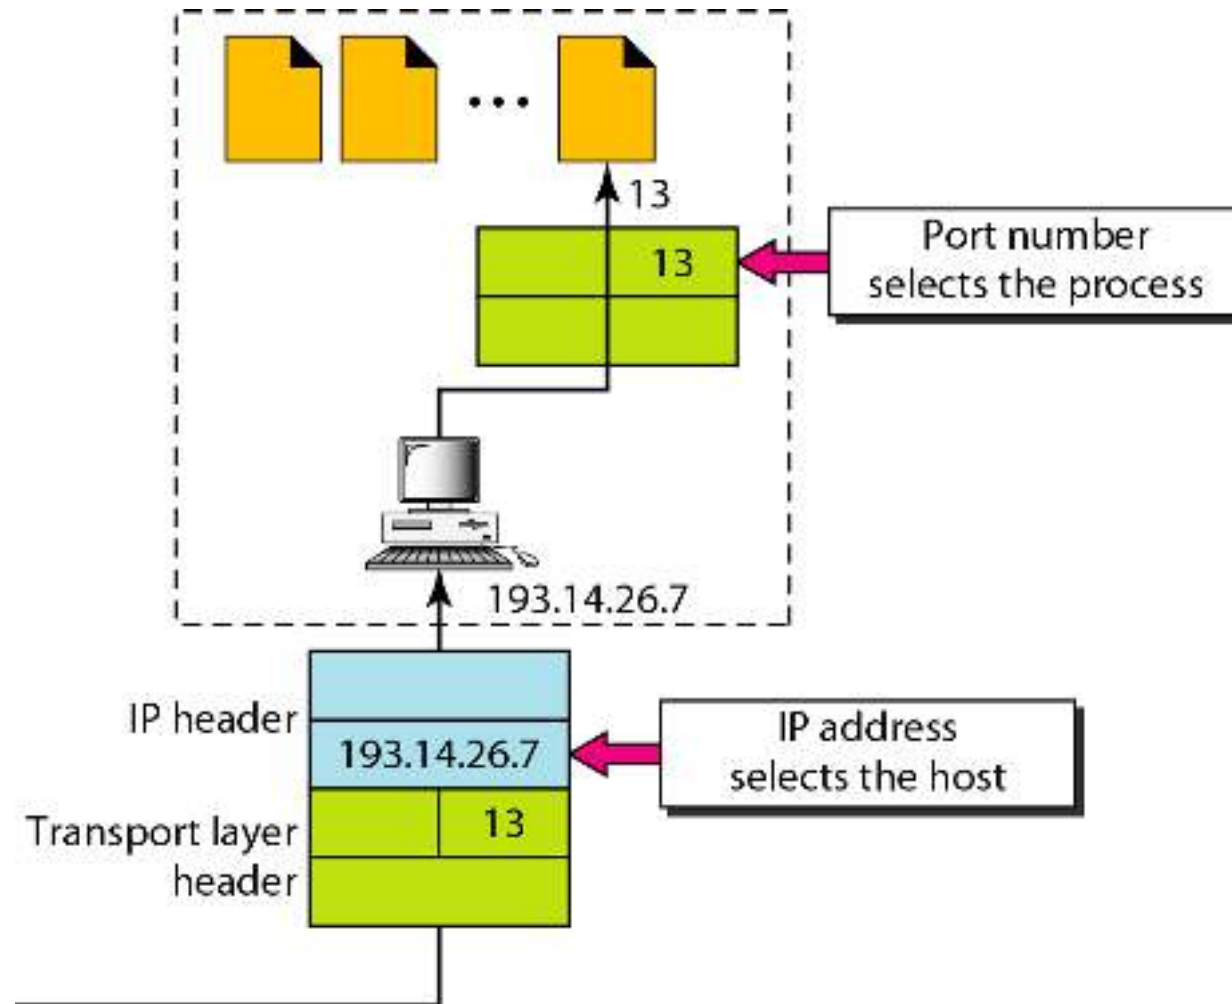 13
13
Port number
selects the process
193.14.26.7
IP header
193.14.26.7
IP address
selects the host
Transport layer
header
13